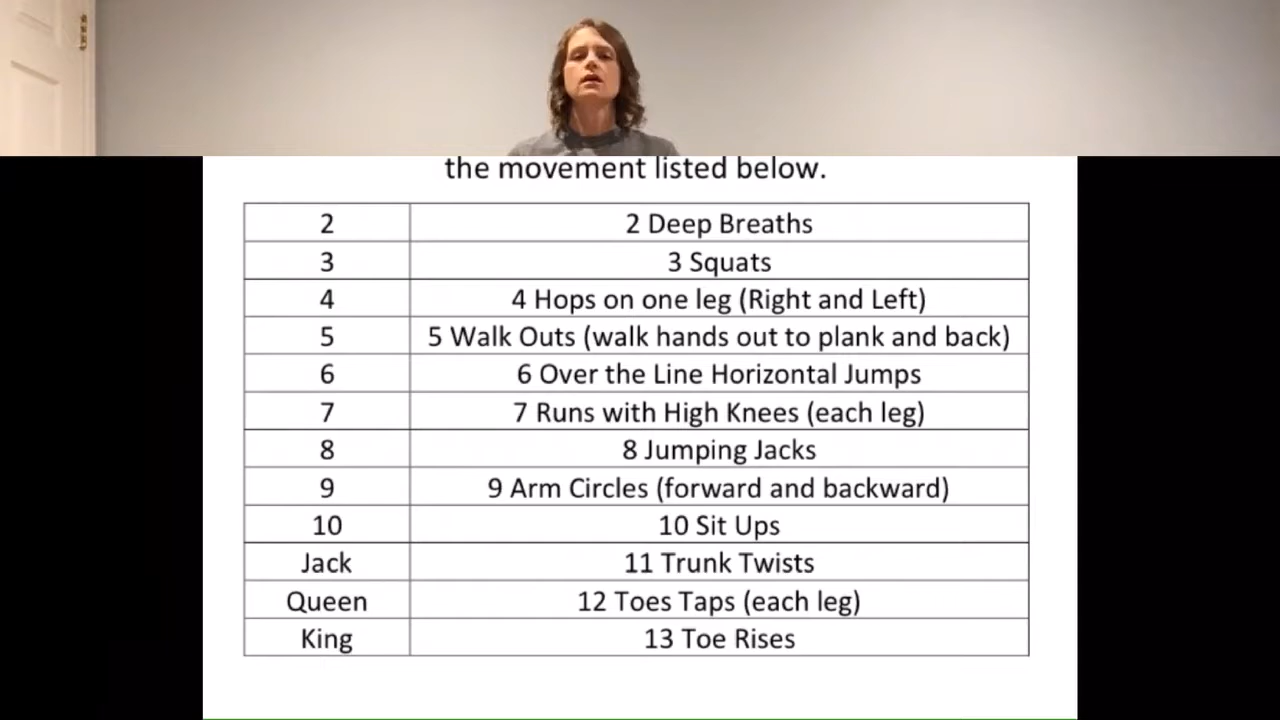 the movement listed below.
2 2 Deep Breaths
3 3 Squats
4 4 Hops on one leg (Right and Left)
5 5 Walk Outs (walk hands out to plank and back)
6 6 Over the Line Horizontal Jumps
7 7 Runs with High Knees (each leg)
8 8 Jumping Jacks
9 9 Arm Circles (forward and backward)
10 10 Sit Ups
Jack 11 Trunk Twists
Queen 12 Toes Taps (each leg)
King 13 Toe Rises